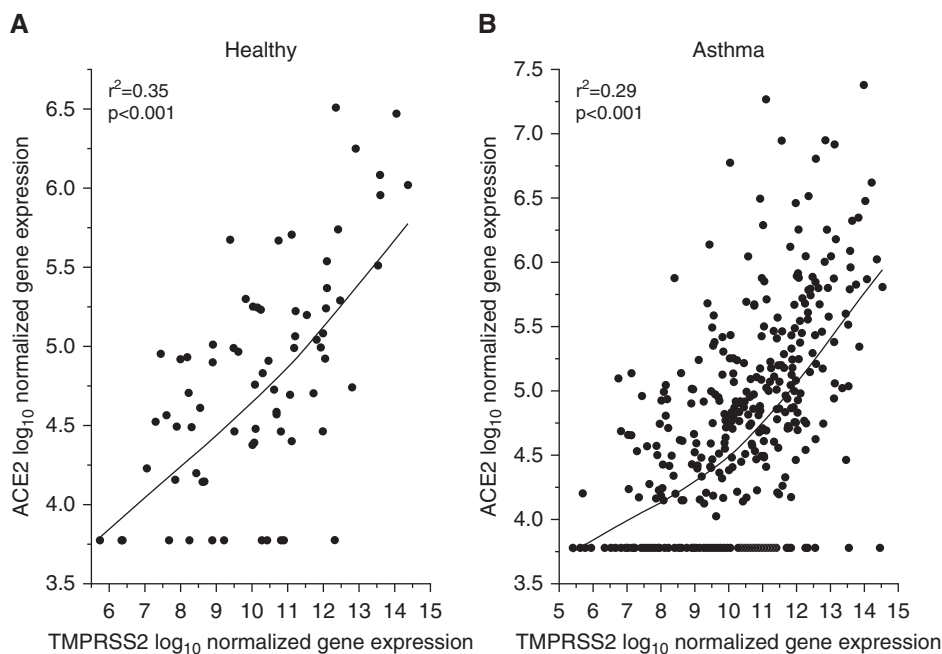 A
Healthy
r²=0.35
p<0.001
ACE2 log₁₀ normalized gene expression
6.5
6.0
5.5
5.0
4.5
4.0
3.5
6 7 8 9 10 11 12 13 14 15
TMPRSS2 log₁₀ normalized gene expression
B
Asthma
r²=0.29
p<0.001
ACE2 log₁₀ normalized gene expression
7.5
7.0
6.5
6.0
5.5
5.0
4.5
4.0
3.5
5 6 7 8 9 10 11 12 13 14 15
TMPRSS2 log₁₀ normalized gene expression